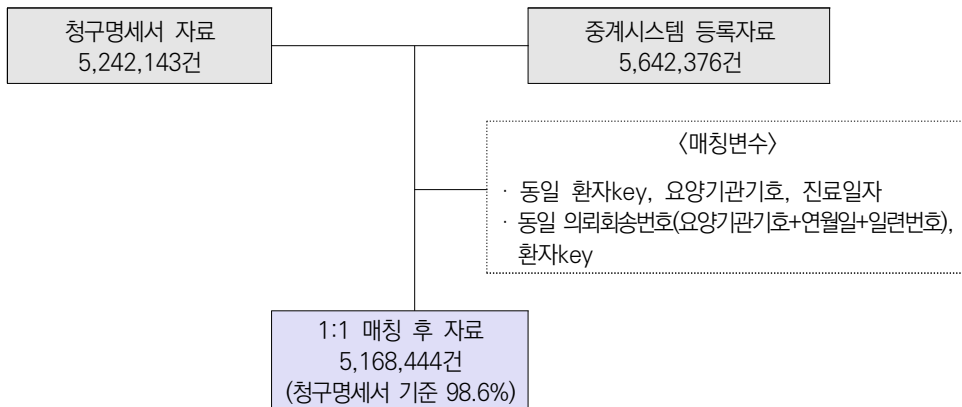 청구명세서 자료
5,242,143건
중계시스템 등록자료
5,642,376건
〈매칭변수〉
· 동일 환자key, 요양기관기호, 진료일자
· 동일 의뢰회송번호(요양기관기호+연월일+일련번호),
환자key
1:1 매칭 후 자료
5,168,444건
(청구명세서 기준 98.6%)